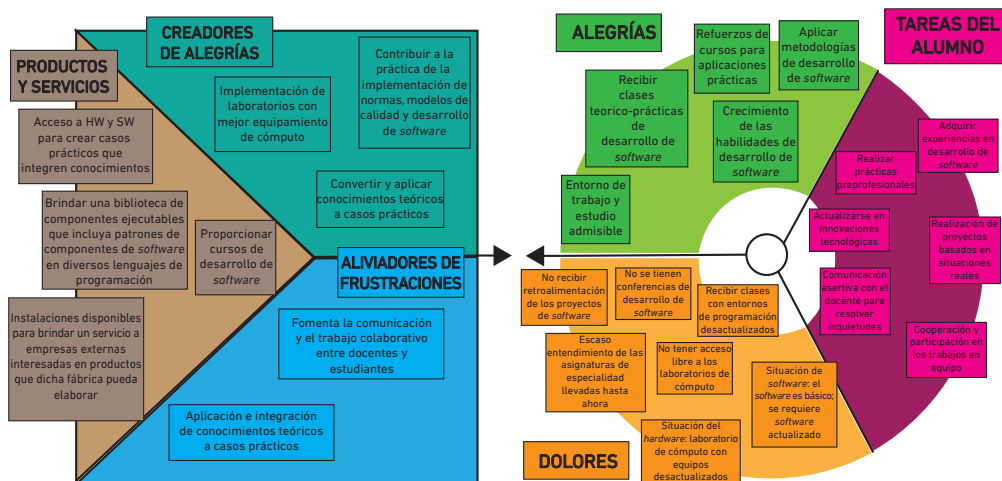 CREADORES
DE ALEGRÍAS
PRODUCTOS
Y SERVICIOS
Acceso a HW y SW
para crear casos
prácticos que
integren conocimientos
Brindar una biblioteca de
componentes ejecutables
que incluya patrones de
componentes de software
en diversos lenguajes de
programación
Proporcionar
cursos de
desarrollo de
software
Instalaciones disponibles
para brindar un servicio a
empresas externas
interesadas en productos
que dicha fábrica pueda
elaborar
Implementación de
laboratorios con
mejor equipamiento
de cómputo
Contribuir a la
práctica de la
implementación de
normas, modelos de
calidad y desarrollo
de software
Convertir y aplicar
conocimientos teóricos
a casos prácticos
ALIVIADORES DE
FRUSTRACIONES
Fomenta la comunicación
y el trabajo colaborativo
entre docentes y
estudiantes
Aplicación e integración
de conocimientos teóricos
a casos prácticos
ALEGRÍAS
Refuerzos de
cursos para
aplicaciones
prácticas
Aplicar
metodologías
de desarrollo
de software
Recibir
clases
teorico-prácticas
de
desarrollo de
software
Crecimiento
de las
habilidades de
desarrollo de
software
Entorno de
trabajo y
estudio
admisible
TAREAS DEL
ALUMNO
Adquirir
experiencias en
desarrollo de
software
Realizar
prácticas
preprofesionales
Actualizarse en
innovaciones
tecnológicas
Realización de
proyectos
basados en
situaciones
reales
Comunicación
asertiva con el
docente para
resolver
inquietudes
Cooperación y
participación en
los trabajos en
equipo
No recibir
retroalimentación
de los proyectos
de software
No se tienen
conferencias de
desarrollo de
software
Recibir clases
con entornos
de programación
desactualizados
Escaso
entendimiento de las
asignaturas de
especialidad
llevadas hasta
ahora
No tener acceso
libre a los
laboratorios de
cómputo
Situación de
software: el
software es básico;
se requiere
software
actualizado
Situación del
hardware: laboratorio
de cómputo con
equipos
desactualizados
DOLORES